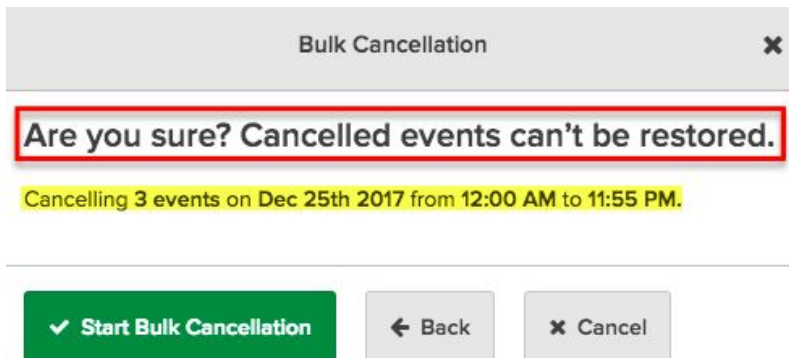 Bulk Cancellation
Are you sure? Cancelled events can't be restored.
Cancelling 3 events on Dec 25th 2017 from 12:00 AM to 11:55 PM.
Start Bulk Cancellation
Back
Cancel